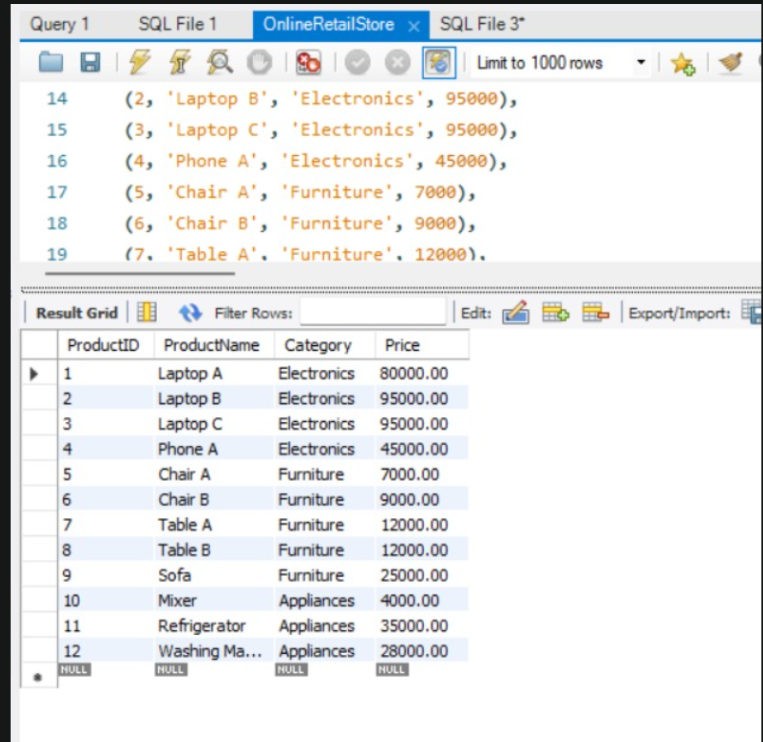 Query 1 SQL File 1 OnlineRetailStore × SQL File 3*
Limit to 1000 rows
14 (2, 'Laptop B', 'Electronics', 95000),
15 (3, 'Laptop C', 'Electronics', 95000),
16 (4, 'Phone A', 'Electronics', 45000),
17 (5, 'Chair A', 'Furniture', 7000),
18 (6, 'Chair B', 'Furniture', 9000),
19 (7, 'Table A', 'Furniture', 12000),
Result Grid Filter Rows: Edit: Export/Import:
ProductID ProductName Category Price
1 Laptop A Electronics 80000.00
2 Laptop B Electronics 95000.00
3 Laptop C Electronics 95000.00
4 Phone A Electronics 45000.00
5 Chair A Furniture 7000.00
6 Chair B Furniture 9000.00
7 Table A Furniture 12000.00
8 Table B Furniture 12000.00
9 Sofa Furniture 25000.00
10 Mixer Appliances 4000.00
11 Refrigerator Appliances 35000.00
12 Washing Ma... Appliances 28000.00
NULL NULL NULL NULL